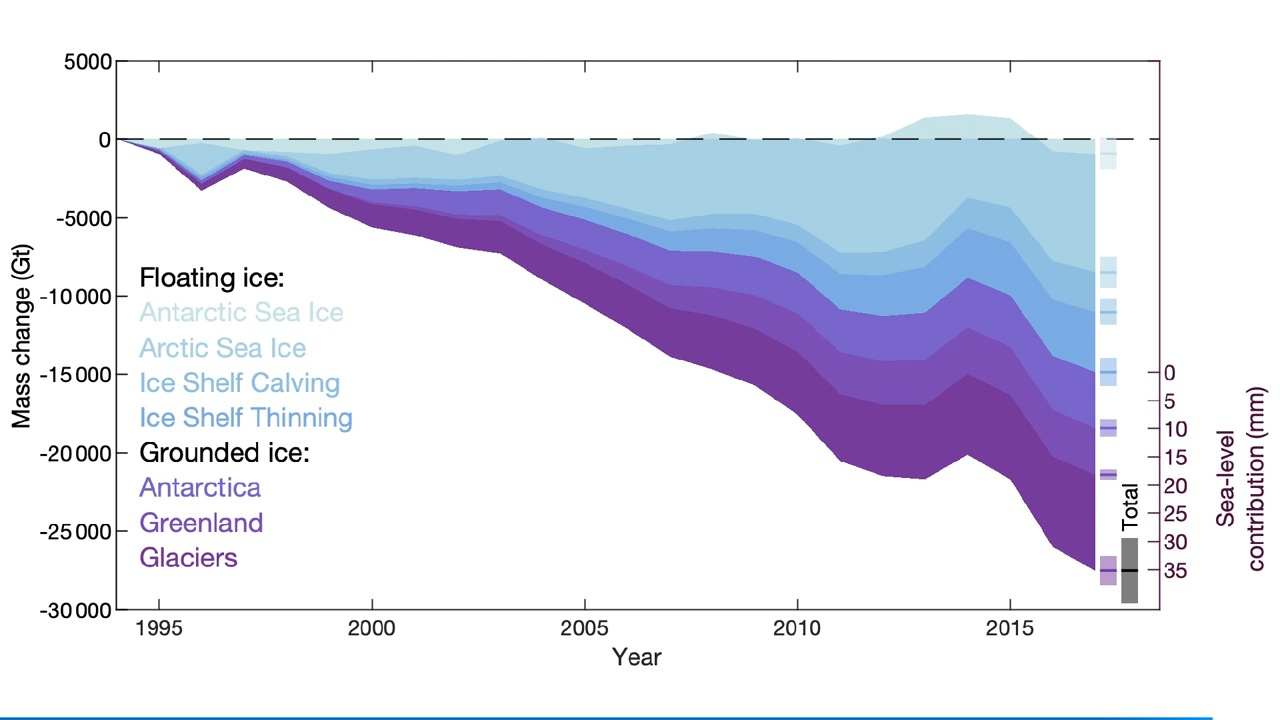 5000
0
-5000
-10 000
-15 000
-20 000
-25 000
-30 000
Mass change (Gt)
Floating ice:
Antarctic Sea Ice
Arctic Sea Ice
Ice Shelf Calving
Ice Shelf Thinning
Grounded ice:
Antarctica
Greenland
Glaciers
1995
2000
2005
2010
2015
Year
Total
0
5
10
15
20
25
30
35
Sea-level
contribution (mm)